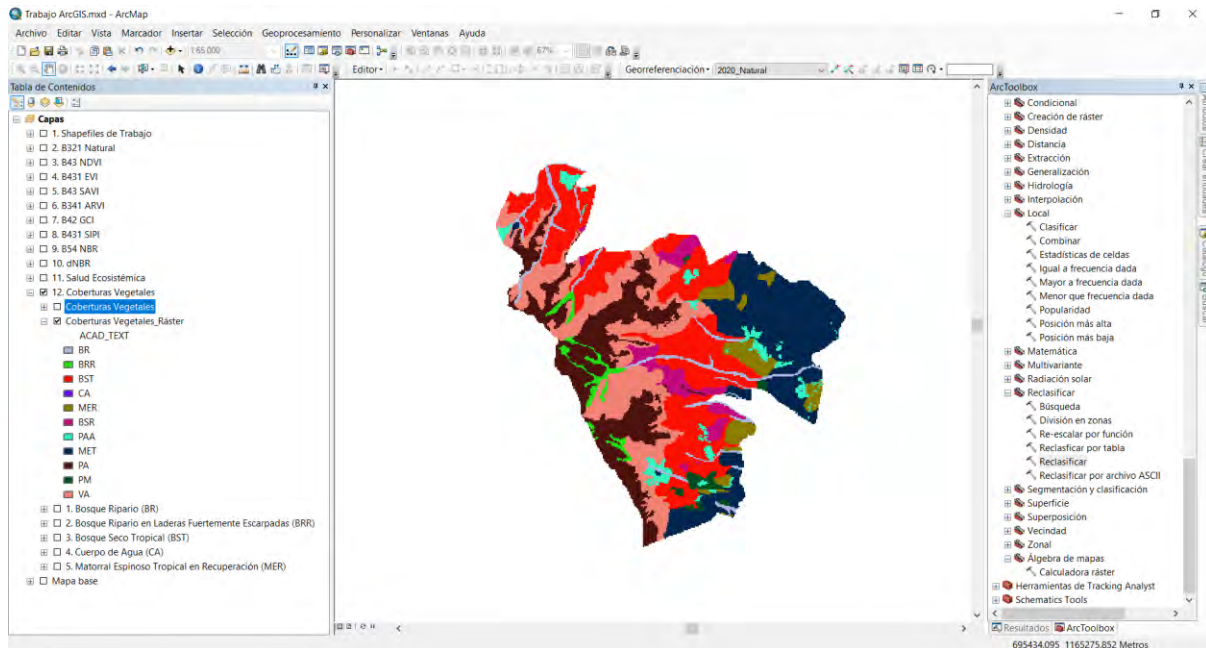 Trabajo ArcGIS.mxd - ArcMap
Archivo Editar Vista Marcador Insertar Selección Geoprocesamiento Personalizar Ventanas Ayuda
1:65.000
67%
Editor
Georreferenciación
2020_Natural
Tabla de Contenidos
Capas
1. Shapefiles de Trabajo
2. B321 Natural
3. B43 NDVI
4. B431 EVI
5. B43 SAVI
6. B341 ARVI
7. B42 GCI
8. B431 SIPI
9. B54 NBR
10. dNBR
11. Salud Ecosistémica
12. Coberturas Vegetales
Coberturas Vegetales
Coberturas Vegetales_Ráster
ACAD_TEXT
BR
BRR
BST
CA
MER
BSR
PAA
MET
PA
PM
VA
1. Bosque Ripario (BR)
2. Bosque Ripario en Laderas Fuertemente Escarpadas (BRR)
3. Bosque Seco Tropical (BST)
4. Cuerpo de Agua (CA)
5. Matorral Espinoso Tropical en Recuperación (MER)
Mapa base
ArcToolbox
Condicional
Creación de ráster
Densidad
Distancia
Extracción
Generalización
Hidrología
Interpolación
Local
Clasificar
Combinar
Estadísticas de celdas
Igual a frecuencia dada
Mayor a frecuencia dada
Menor que frecuencia dada
Popularidad
Posición más alta
Posición más baja
Matemática
Multivariante
Radiación solar
Reclasificar
Búsqueda
División en zonas
Re-escalar por función
Reclasficar por tabla
Reclasificar
Reclasificar por archivo ASCII
Segmentación y clasificación
Superficie
Superposición
Vecindad
Zonal
Álgebra de mapas
Calculadora ráster
Herramientas de Tracking Analyst
Schematics Tools
Resultados ArcToolbox
695434,095 1165275,852 Metros